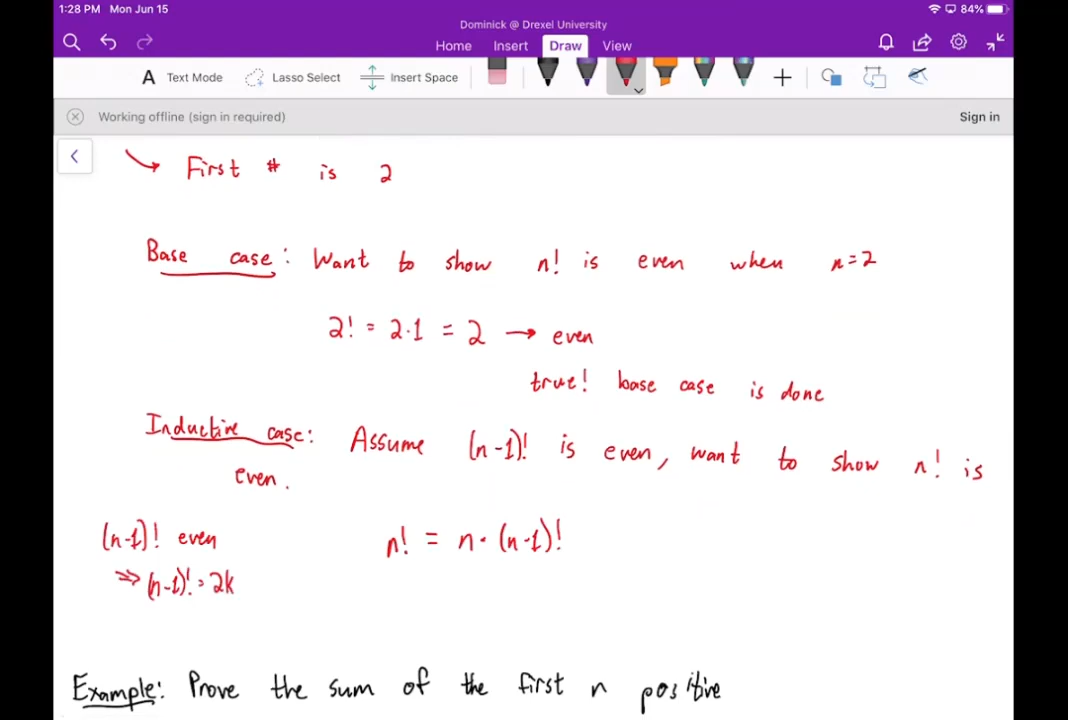 1:28 PM Mon Jun 15
84%
Dominick @ Drexel University
Home Insert Draw View
Text Mode Lasso Select Insert Space
Working offline (sign in required) Sign in
First # is 2
Base case: Want to show n! is even when n=2
2! = 2·1 = 2 → even
true! base case is done
Inductive case: Assume (n-1)! is even, want to show n! is
even.
(n-1)! even
n! = n·(n-1)!
⇒ (n-1)! = 2k
Example: Prove the sum of the first n positive